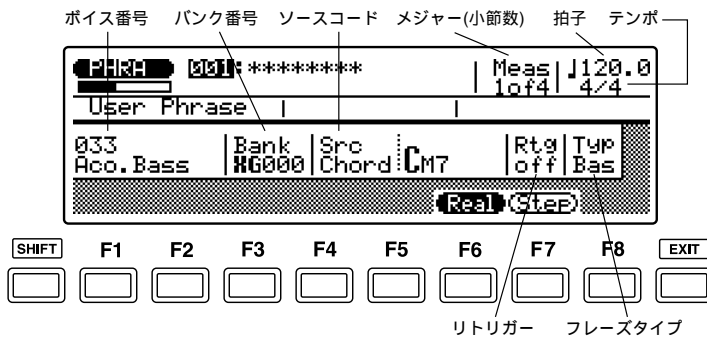 ボイス番号 バンク番号 ソースコード メジャー(小節数) 拍子 テンポ
PHRA 001:******** Meas ♩120.0
1of4 4/4
User Phrase
033 Bank Src CM7 Rtg Typ
Aco.Bass XG000 Chord off Bas
Real Step
SHIFT F1 F2 F3 F4 F5 F6 F7 F8 EXIT
リトリガー フレーズタイプ